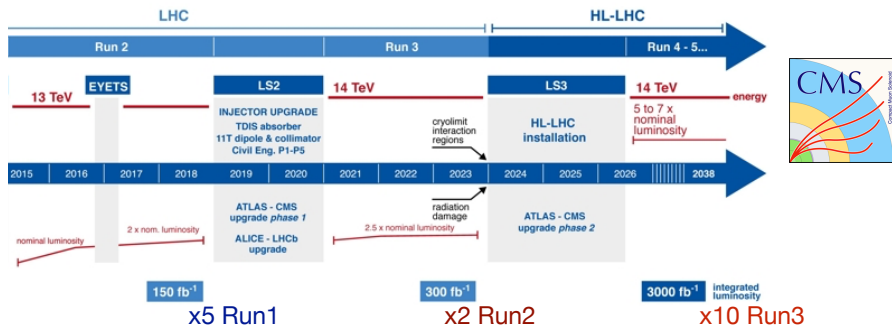 LHC
HL-LHC
Run 2
Run 3
Run 4 - 5...
EYETS
LS2
14 TeV
LS3
14 TeV
13 TeV
energy
INJECTOR UPGRADE
TDIS absorber
11T dipole & collimator
Civil Eng. P1-P5
cryolimit
interaction
regions
HL-LHC
installation
5 to 7 x
nominal
luminosity
CMS
Compact Muon Solenoid
2015 2016 2017 2018 2019 2020 2021 2022 2023 2024 2025 2026 2038
radiation
damage
ATLAS - CMS
upgrade phase 1
ALICE - LHCb
upgrade
ATLAS - CMS
upgrade phase 2
nominal luminosity
2 x nom. luminosity
2.5 x nominal luminosity
150 fb⁻¹
300 fb⁻¹
3000 fb⁻¹
integrated
luminosity
x5 Run1
x2 Run2
x10 Run3